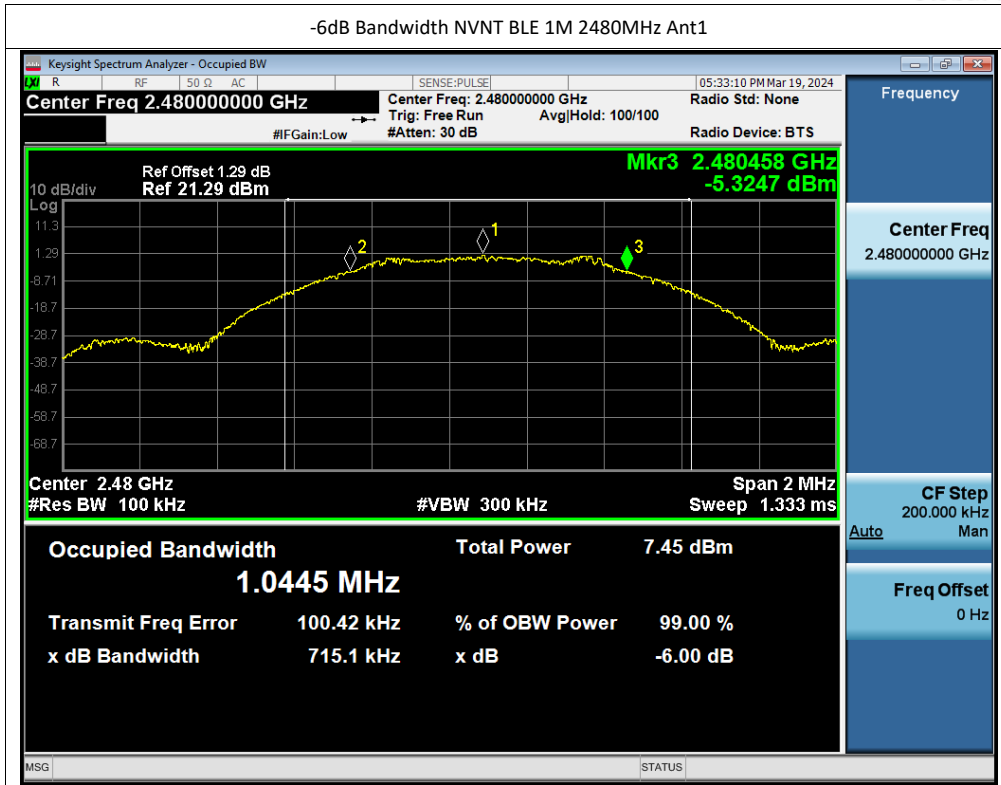 -6dB Bandwidth NVNT BLE 1M 2480MHz Ant1
Keysight Spectrum Analyzer - Occupied BW
LXI R RF 50 Ω AC SENSE:PULSE 05:33:10 PM Mar 19, 2024
Center Freq 2.480000000 GHz
Center Freq: 2.480000000 GHz
Radio Std: None
Trig: Free Run Avg|Hold: 100/100
#IFGain:Low #Atten: 30 dB Radio Device: BTS
Frequency
Mkr3 2.480458 GHz
-5.3247 dBm
Ref Offset 1.29 dB
10 dB/div Ref 21.29 dBm
Log
11.3
1.29
-8.71
-18.7
-28.7
-38.7
-48.7
-58.7
-68.7
2
1
3
Center 2.48 GHz Span 2 MHz
#Res BW 100 kHz #VBW 300 kHz Sweep 1.333 ms
Occupied Bandwidth Total Power 7.45 dBm
1.0445 MHz
Transmit Freq Error 100.42 kHz % of OBW Power 99.00 %
x dB Bandwidth 715.1 kHz x dB -6.00 dB
Center Freq
2.480000000 GHz
CF Step
200.000 kHz
Auto Man
Freq Offset
0 Hz
MSG STATUS